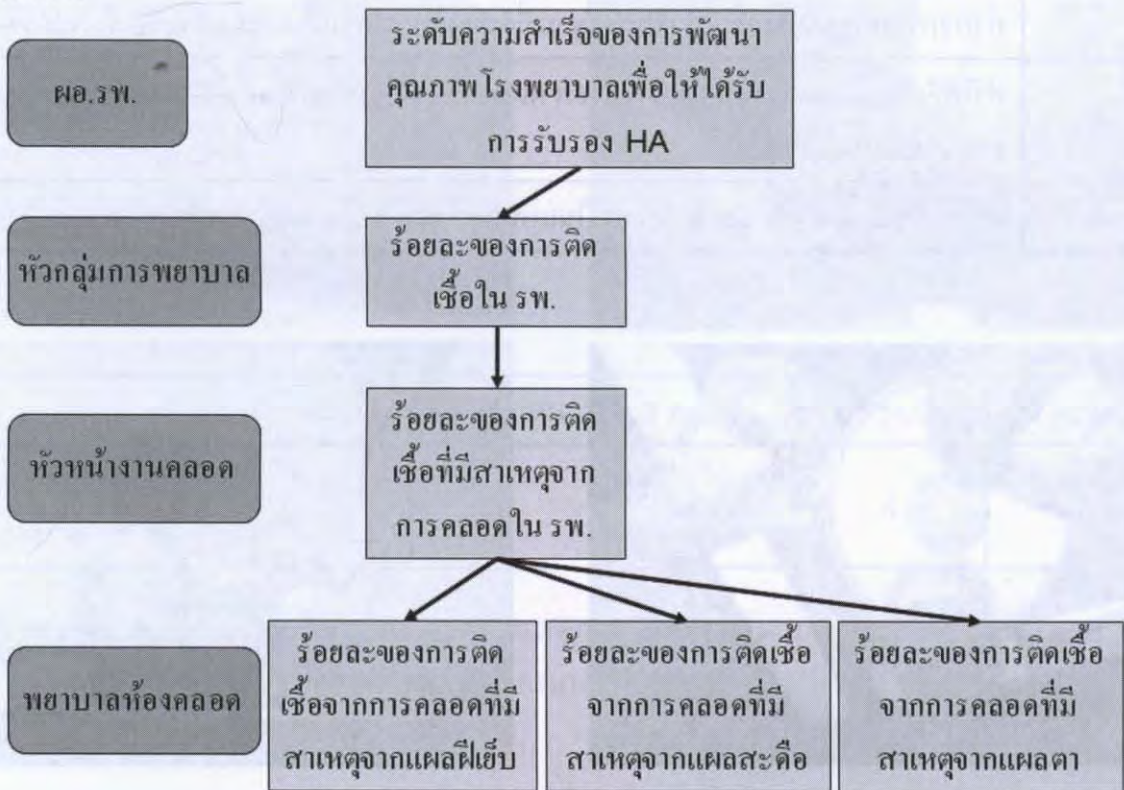 ผอ.รพ.
ระดับความสำเร็จของการพัฒนา
คุณภาพโรงพยาบาลเพื่อให้ได้รับ
การรับรอง HA
หัวกลุ่มการพยาบาล
ร้อยละของการติด
เชื้อใน รพ.
หัวหน้างานคลอด
ร้อยละของการติด
เชื้อที่มีสาเหตุจาก
การคลอดใน รพ.
พยาบาลห้องคลอด
ร้อยละของการติด
เชื้อจากการคลอดที่มี
สาเหตุจากแผลฝีเย็บ
ร้อยละของการติดเชื้อ
จากการคลอดที่มี
สาเหตุจากแผลสะดือ
ร้อยละของการติดเชื้อ
จากการคลอดที่มี
สาเหตุจากแผลตา